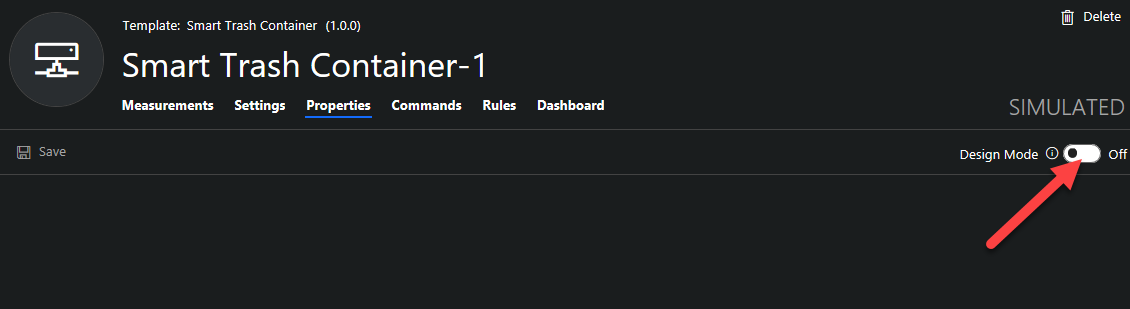 Template: Smart Trash Container (1.0.0)
Delete
Smart Trash Container-1
Measurements Settings Properties Commands Rules Dashboard
SIMULATED
Save
Design Mode Off